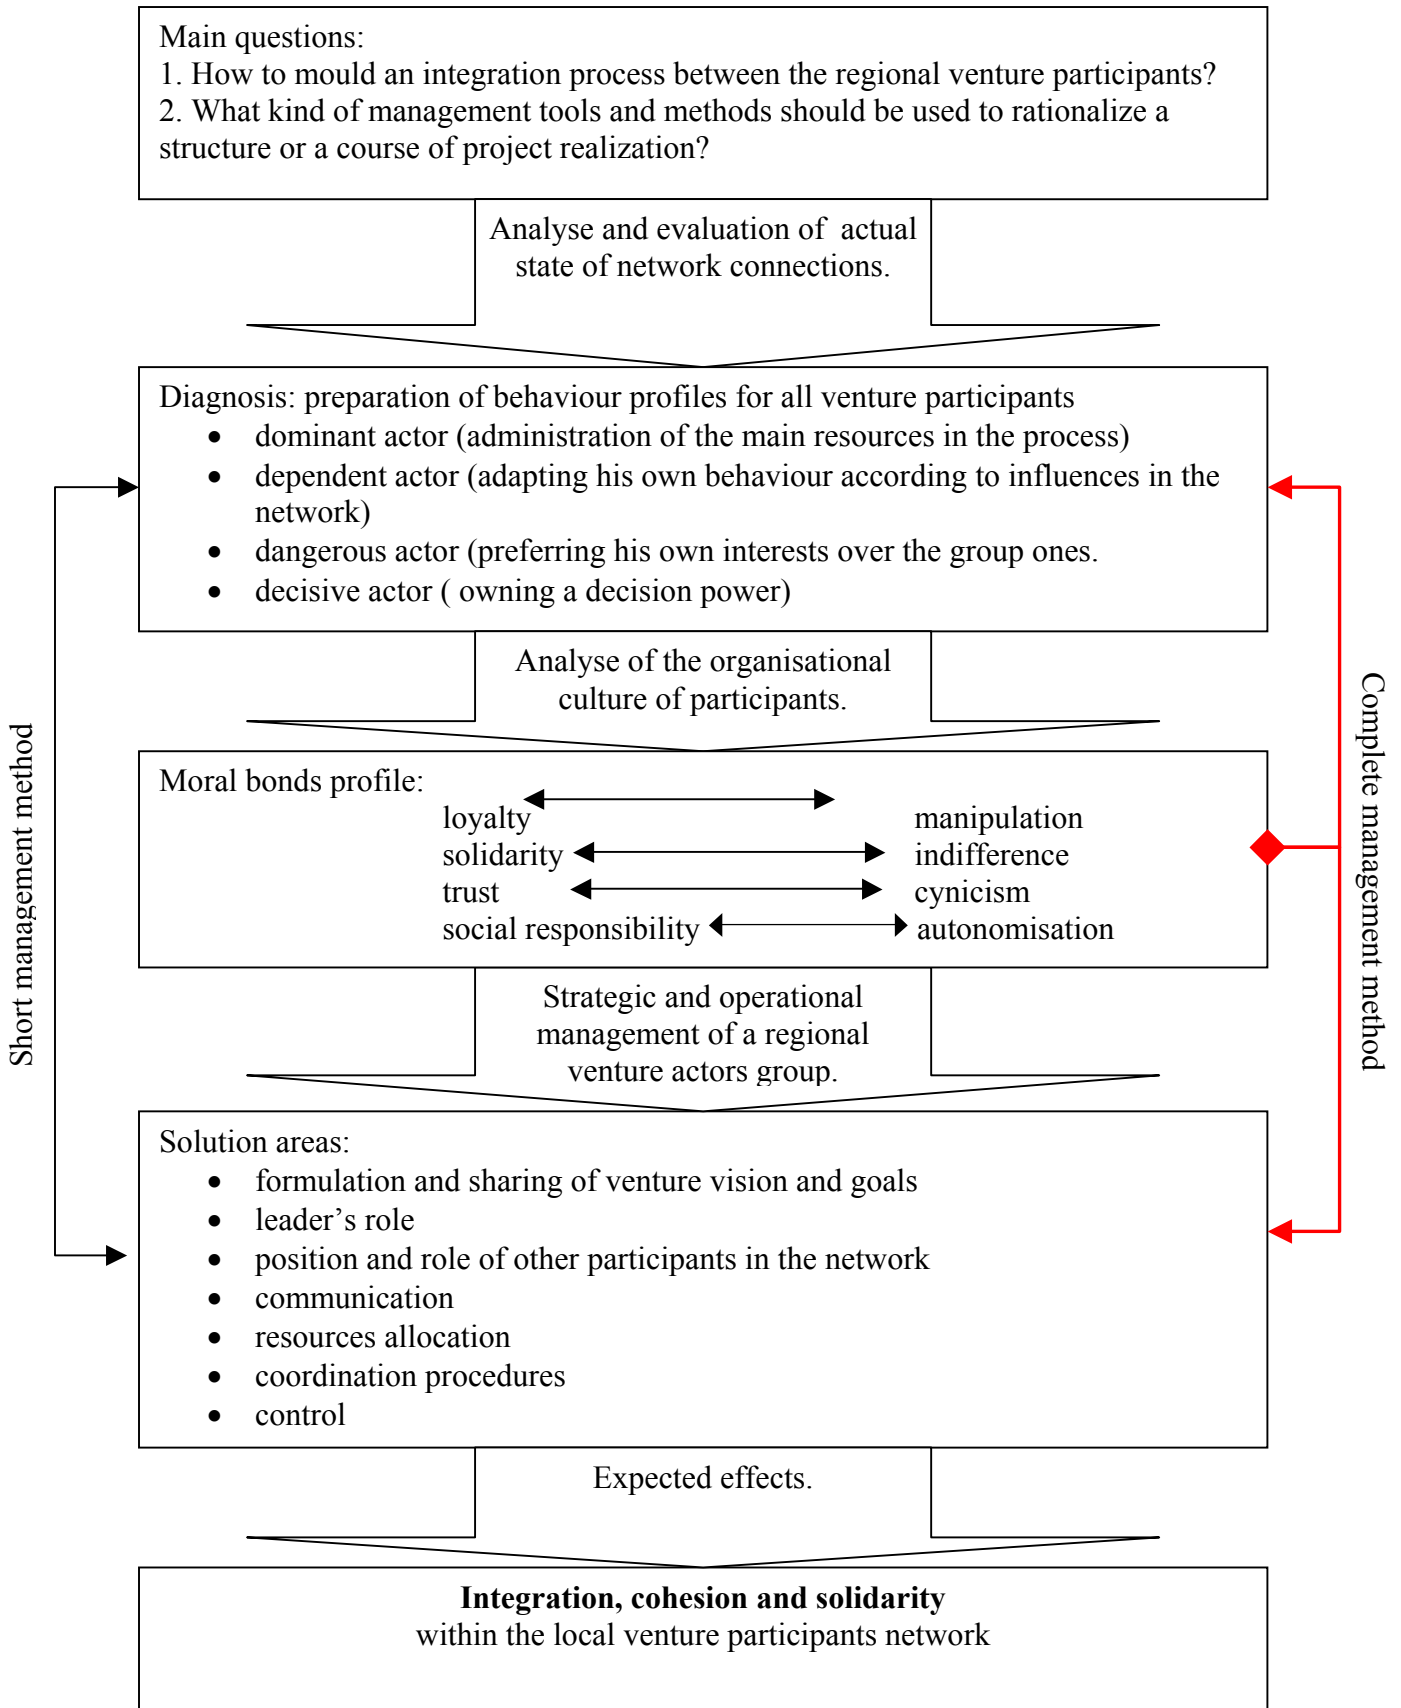 Main questions:
1. How to mould an integration process between the regional venture participants?
2. What kind of management tools and methods should be used to rationalize a
structure or a course of project realization?
Analyse and evaluation of actual
state of network connections.
Diagnosis: preparation of behaviour profiles for all venture participants
• dominant actor (administration of the main resources in the process)
• dependent actor (adapting his own behaviour according to influences in the
network)
• dangerous actor (preferring his own interests over the group ones.
• decisive actor ( owning a decision power)
Analyse of the organisational
culture of participants.
Short management method
Complete management method
Moral bonds profile:
loyalty manipulation
solidarity indifference
trust cynicism
social responsibility autonomisation
Strategic and operational
management of a regional
venture actors group.
Solution areas:
• formulation and sharing of venture vision and goals
• leader’s role
• position and role of other participants in the network
• communication
• resources allocation
• coordination procedures
• control
Expected effects.
Integration, cohesion and solidarity
within the local venture participants network